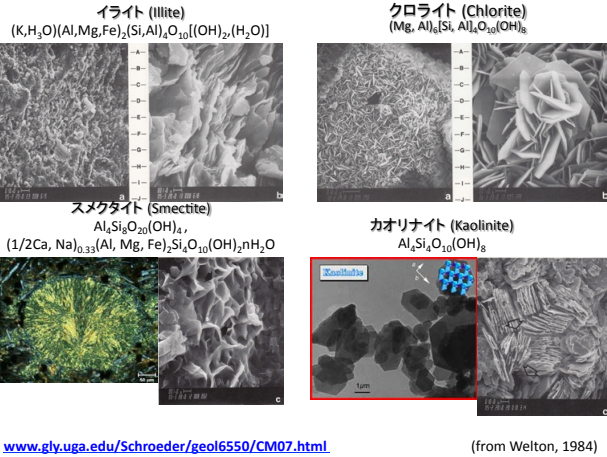 イライト (Illite)
(K,H₃O)(Al,Mg,Fe)₂(Si,Al)₄O₁₀[(OH)₂,(H₂O)]
クロライト (Chlorite)
(Mg, Al)₆[Si, Al]₄O₁₀(OH)₈
—A—
—B—
—C—
—D—
—E—
—F—
—G—
—H—
—I—
—J—
a
b
—A—
—B—
—C—
—D—
—E—
—F—
—G—
—H—
—I—
—J—
a
b
スメクタイト (Smectite)
Al₄Si₈O₂₀(OH)₄ ,
(1/2Ca, Na)₀.₃₃(Al, Mg, Fe)₂Si₄O₁₀(OH)₂nH₂O
カオリナイト (Kaolinite)
Al₄Si₄O₁₀(OH)₈
c
Kaolinite
a
b
1μm
c
www.gly.uga.edu/Schroeder/geol6550/CM07.html
(from Welton, 1984)